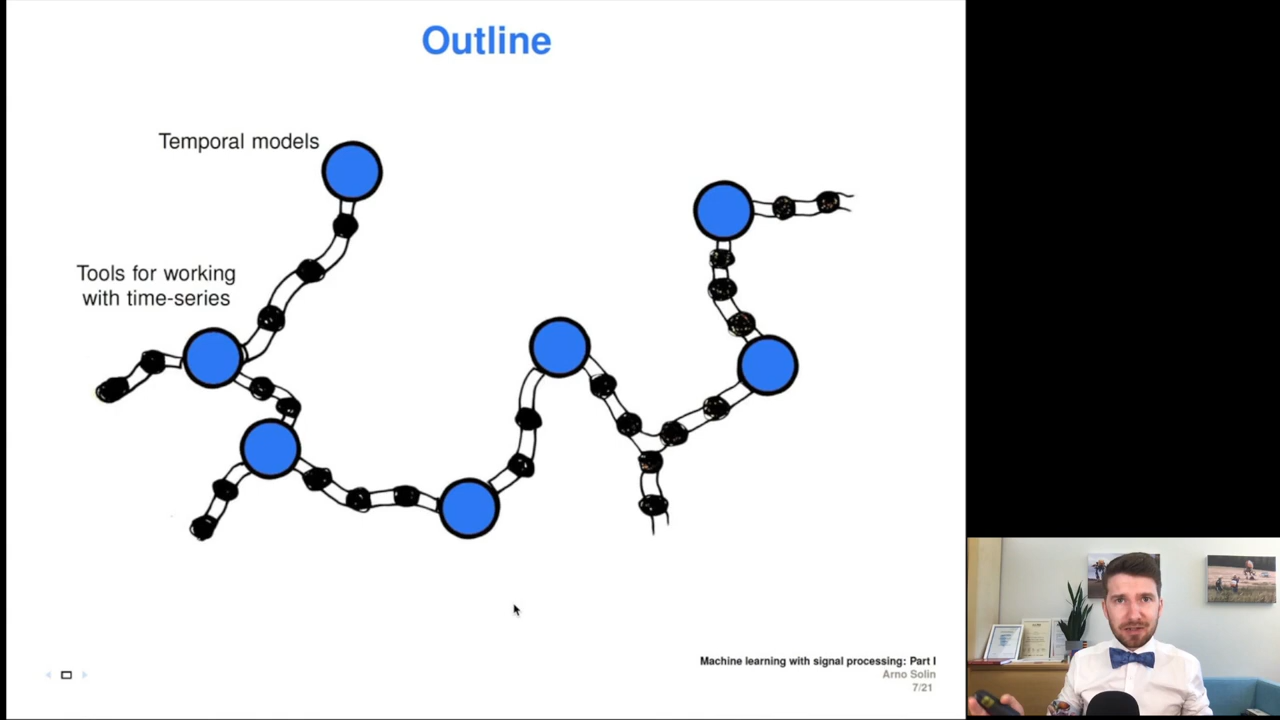 Outline
Temporal models
Tools for working
with time-series
Machine learning with signal processing: Part I
Arno Solin
7/21